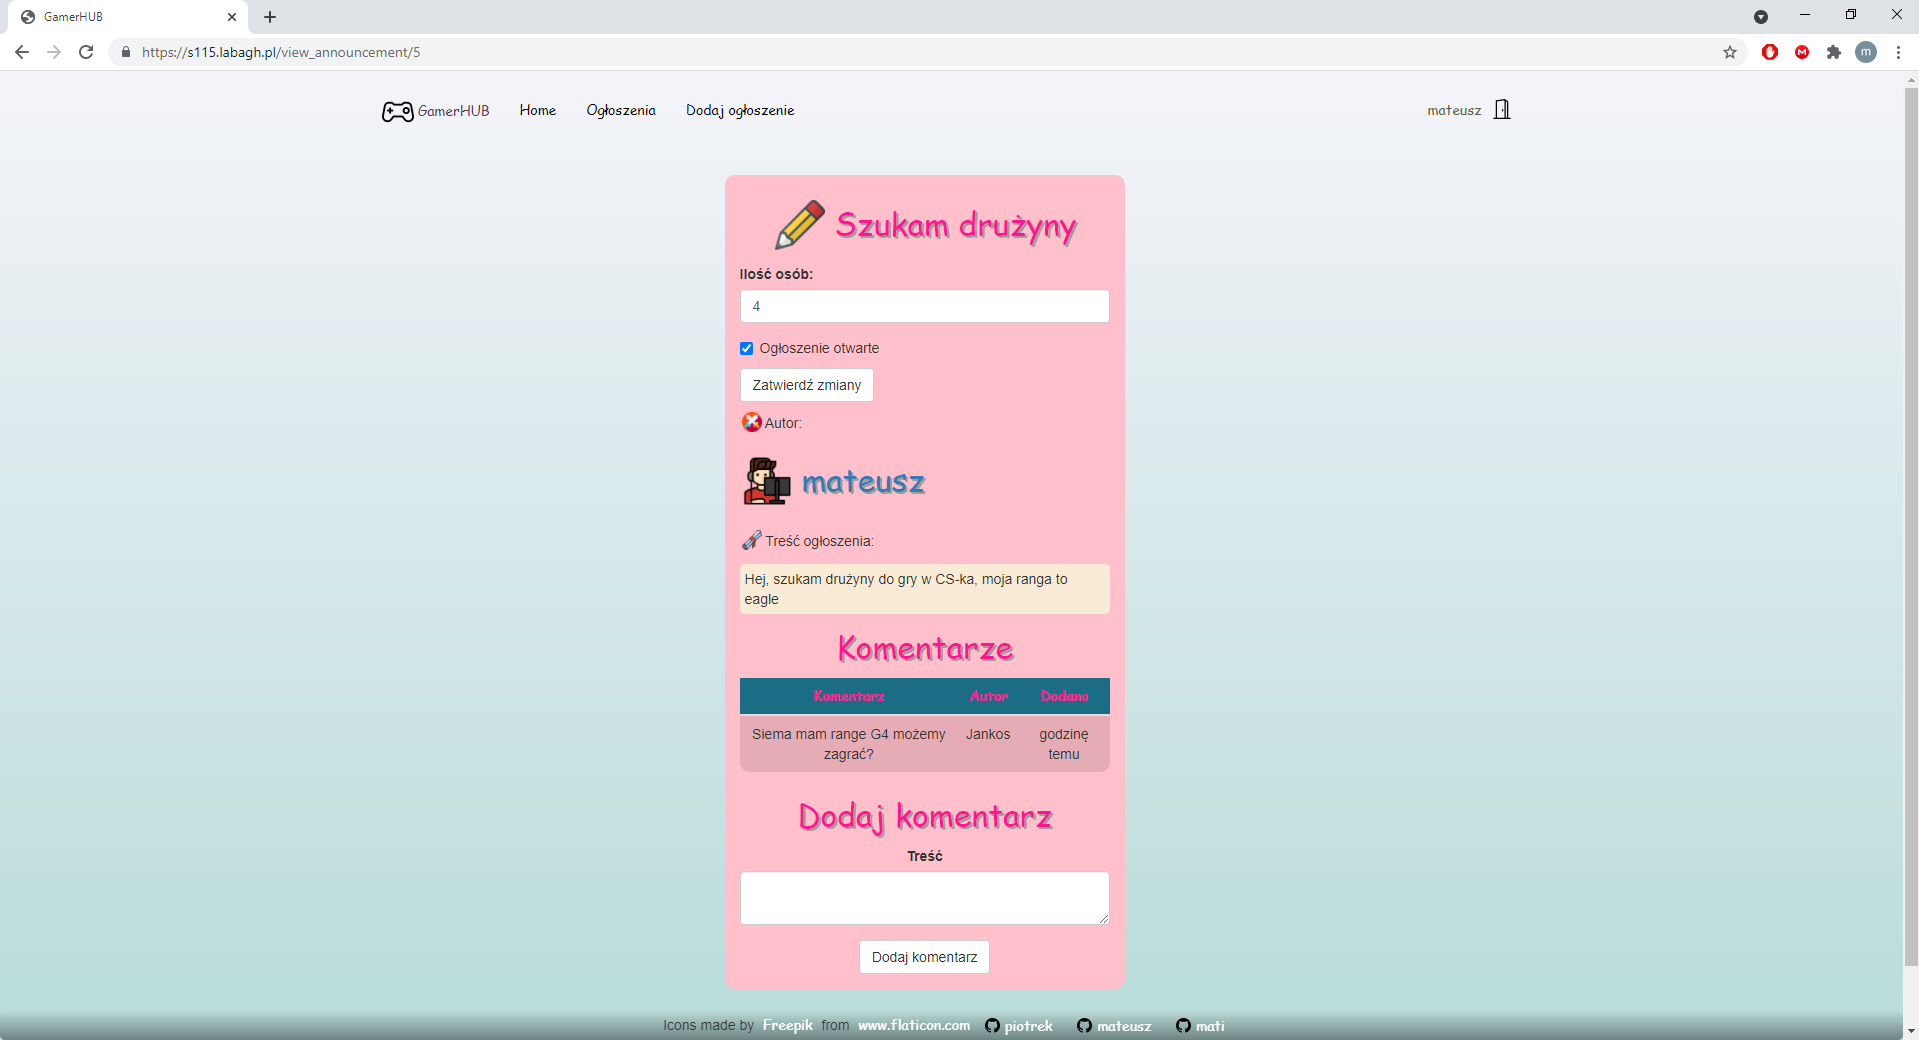 GamerHUB
https://s115.labagh.pl/view_announcement/5
m
GamerHUB Home Ogłoszenia Dodaj ogłoszenie mateusz
Szukam drużyny
Ilość osób:
4
Ogłoszenie otwarte
Zatwierdź zmiany
Autor:
mateusz
Treść ogłoszenia:
Hej, szukam drużyny do gry w CS-ka, moja ranga to
eagle
Komentarze
Komentarz Autor Dodano
Siema mam range G4 możemy Jankos godzinę
zagrać? temu
Dodaj komentarz
Treść
Dodaj komentarz
Icons made by Freepik from www.flaticon.com piotrek mateusz mati